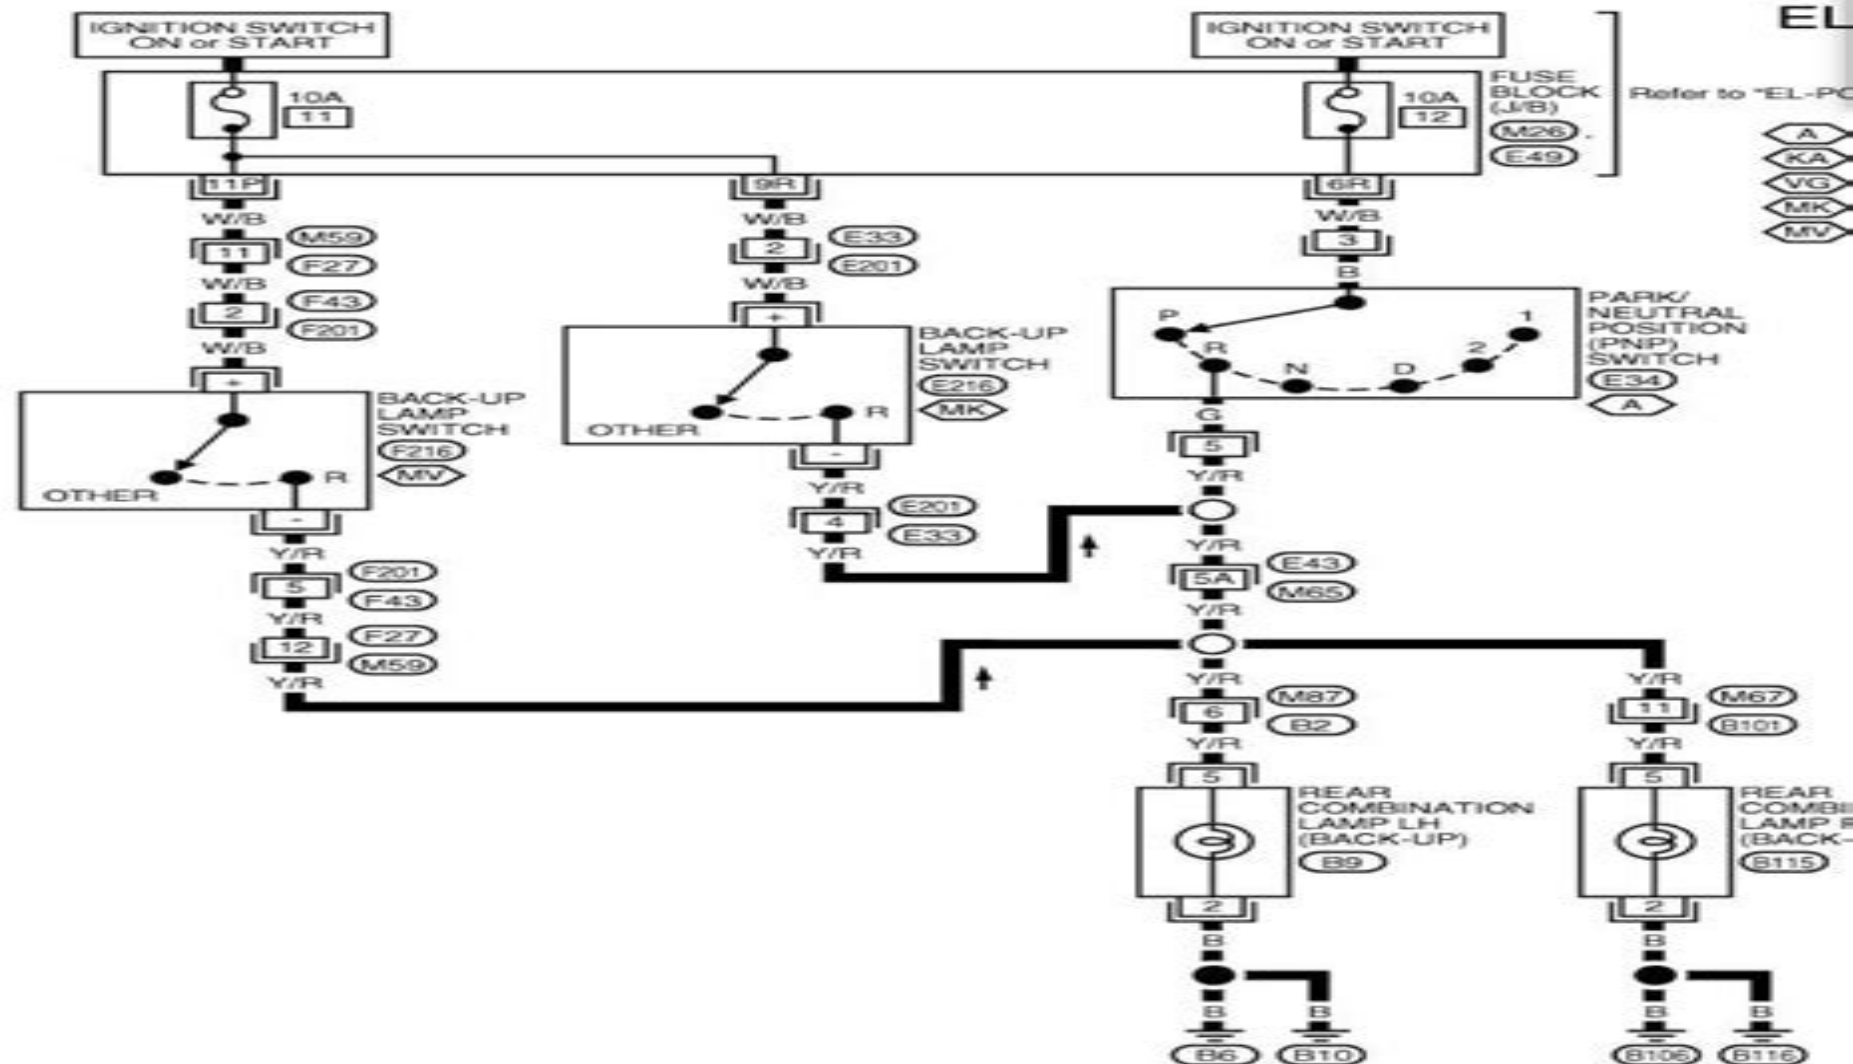 EL
IGNITION SWITCH
ON or START
IGNITION SWITCH
ON or START
10A
11
10A
12
FUSE
BLOCK
(J/B)
M26
E49
Refer to "EL-PO
A
KA
VG
MK
MV
11P
9R
6R
W/B
W/B
W/B
11
M59
F27
2
E33
E201
3
W/B
W/B
B
2
F43
F201
W/B
+
+
BACK-UP
LAMP
SWITCH
E216
MK
OTHER
R
P
R
N
D
2
1
PARK/
NEUTRAL
POSITION
(PNP)
SWITCH
E34
A
BACK-UP
LAMP
SWITCH
F216
MV
OTHER
R
-
-
G
5
Y/R
Y/R
4
E201
E33
Y/R
Y/R
5
F201
F43
Y/R
12
F27
M59
Y/R
Y/R
5A
E43
M65
Y/R
Y/R
6
M87
B2
Y/R
5
Y/R
11
M67
B101
Y/R
5
REAR
COMBINATION
LAMP LH
(BACK-UP)
B9
REAR
COMBI
LAMP
(BACK-
B115
2
2
B
B
B
B
B
B
B6
B10
B106
B116